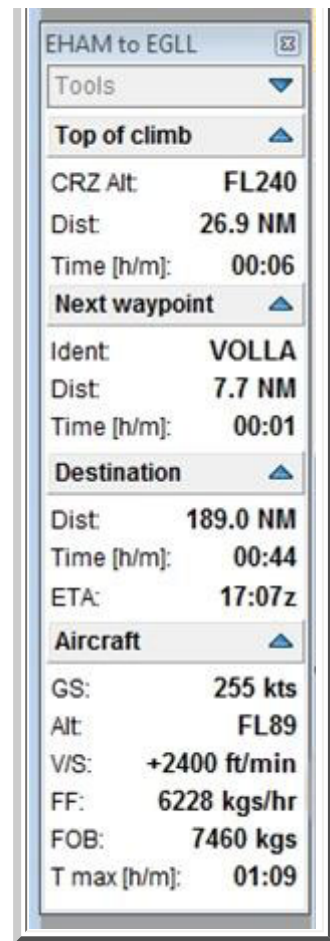 EHAM to EGLL
Tools
Top of climb
CRZ Alt: FL240
Dist: 26.9 NM
Time [h/m]: 00:06
Next waypoint
Ident: VOLLA
Dist: 7.7 NM
Time [h/m]: 00:01
Destination
Dist: 189.0 NM
Time [h/m]: 00:44
ETA: 17:07z
Aircraft
GS: 255 kts
Alt: FL89
V/S: +2400 ft/min
FF: 6228 kgs/hr
FOB: 7460 kgs
T max [h/m]: 01:09